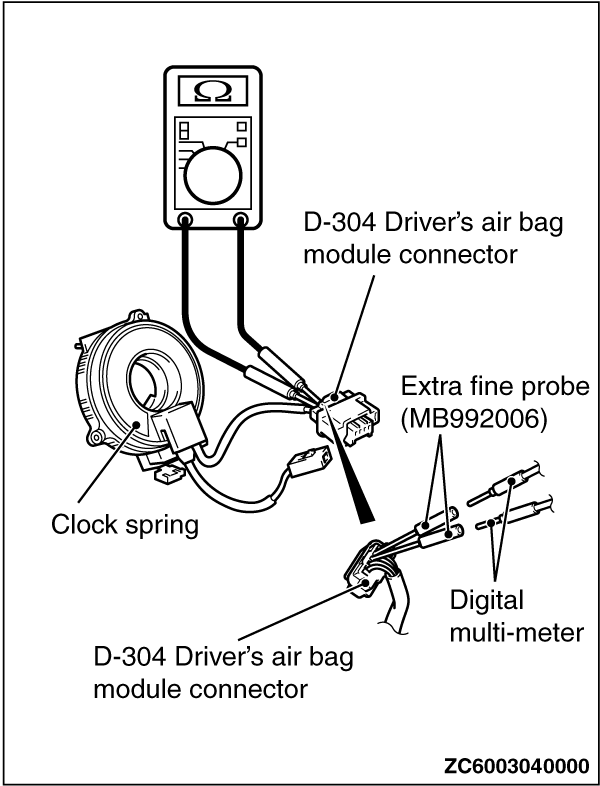 Ω
D-304 Driver's air bag
module connector
Extra fine probe
(MB992006)
Clock spring
Digital
multi-meter
D-304 Driver's air bag
module connector
ZC6003040000